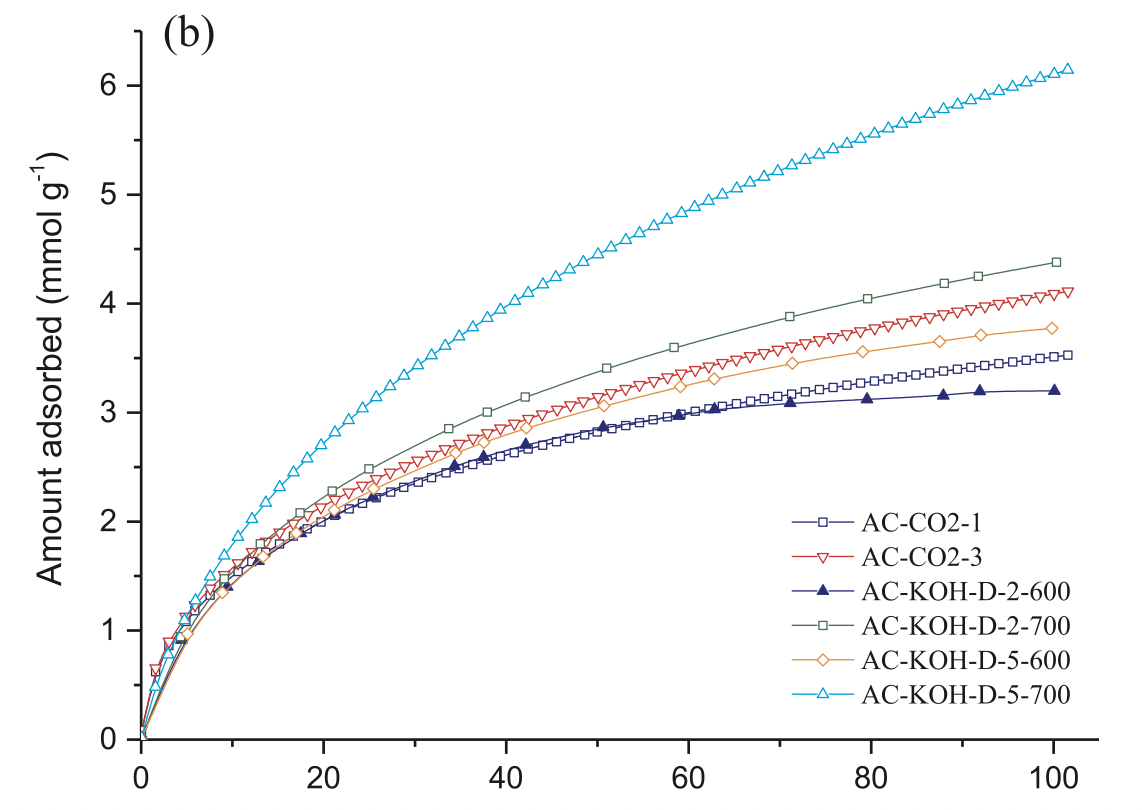 (b)
Amount adsorbed (mmol g⁻¹)
6
5
4
3
2
1
0
0 20 40 60 80 100
AC-CO2-1
AC-CO2-3
AC-KOH-D-2-600
AC-KOH-D-2-700
AC-KOH-D-5-600
AC-KOH-D-5-700